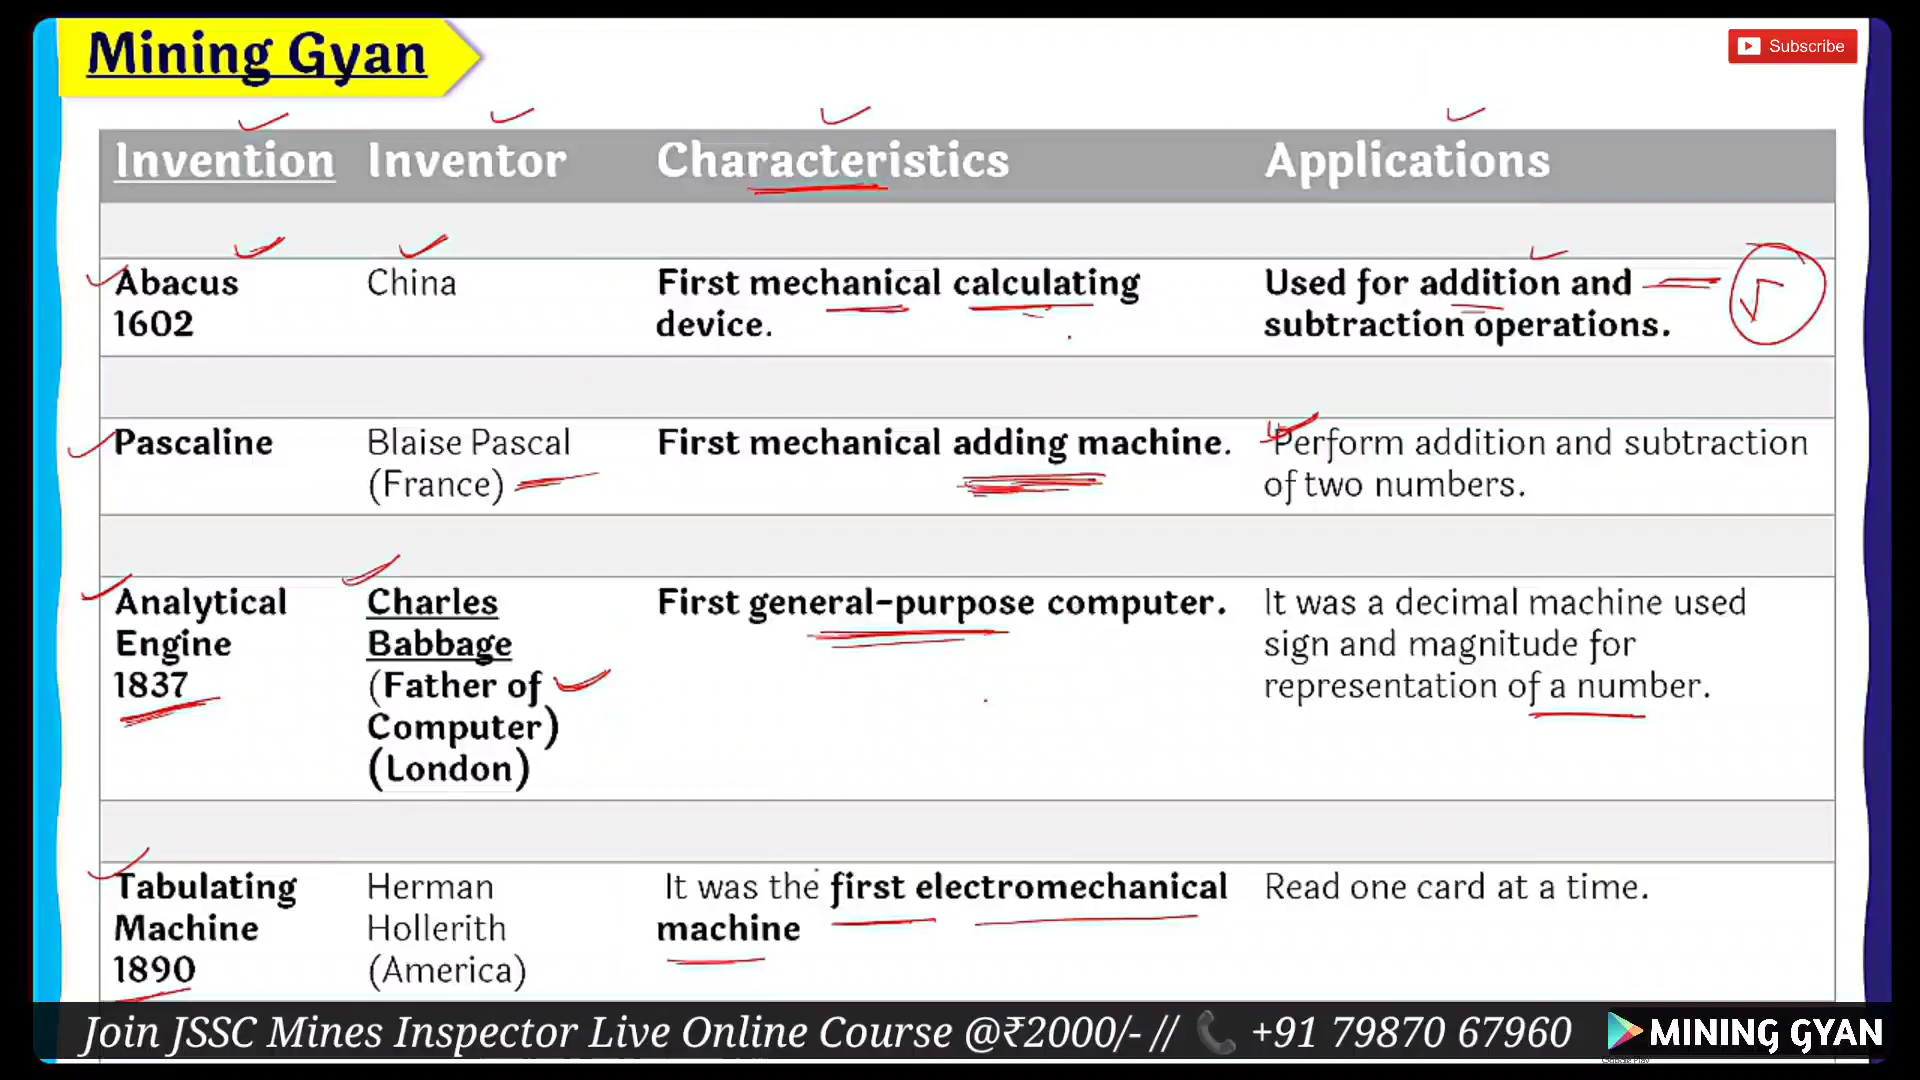 Mining Gyan
Subscribe
Invention Inventor Characteristics Applications
Abacus
1602
China
First mechanical calculating
device.
Used for addition and
subtraction operations.
Pascaline
Blaise Pascal
(France)
First mechanical adding machine.
Perform addition and subtraction
of two numbers.
Analytical
Engine
1837
Charles
Babbage
(Father of
Computer)
(London)
First general-purpose computer.
It was a decimal machine used
sign and magnitude for
representation of a number.
Tabulating
Machine
1890
Herman
Hollerith
(America)
It was the first electromechanical
machine
Read one card at a time.
Join JSSC Mines Inspector Live Online Course @₹2000/- // 📞 +91 79870 67960
MINING GYAN